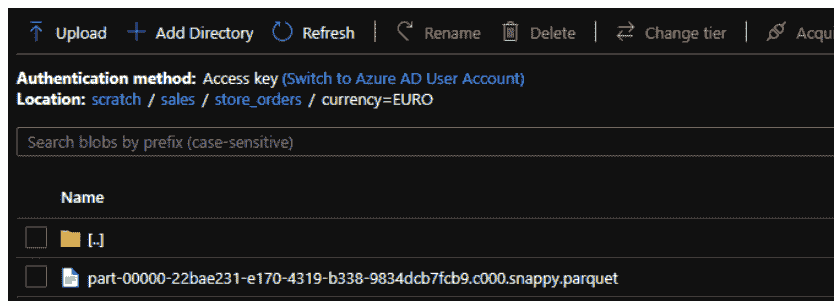 Upload Add Directory Refresh | Rename Delete | Change tier | Acqu
Authentication method: Access key (Switch to Azure AD User Account)
Location: scratch / sales / store_orders / currency=EURO
Search blobs by prefix (case-sensitive)
Name
[..]
part-00000-22bae231-e170-4319-b338-9834dcb7fcb9.c000.snappy.parquet